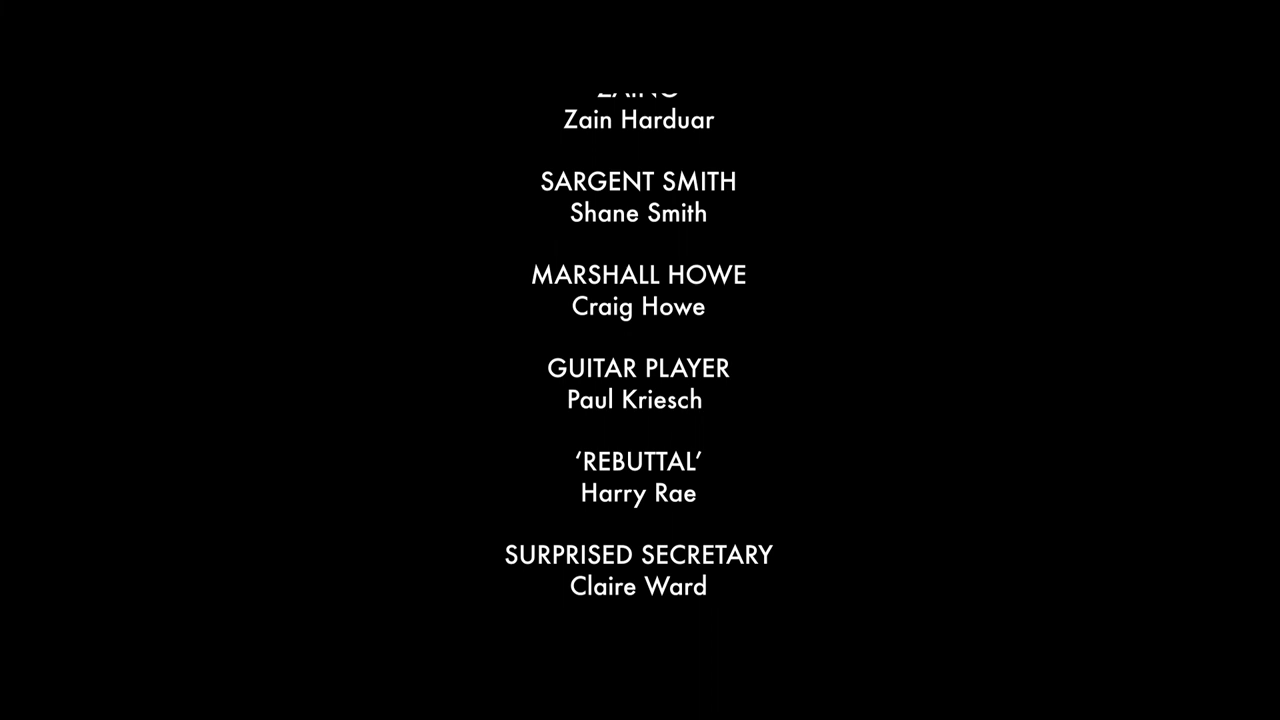 Zain Harduar
SARGENT SMITH
Shane Smith
MARSHALL HOWE
Craig Howe
GUITAR PLAYER
Paul Kriesch
‘REBUTTAL’
Harry Rae
SURPRISED SECRETARY
Claire Ward